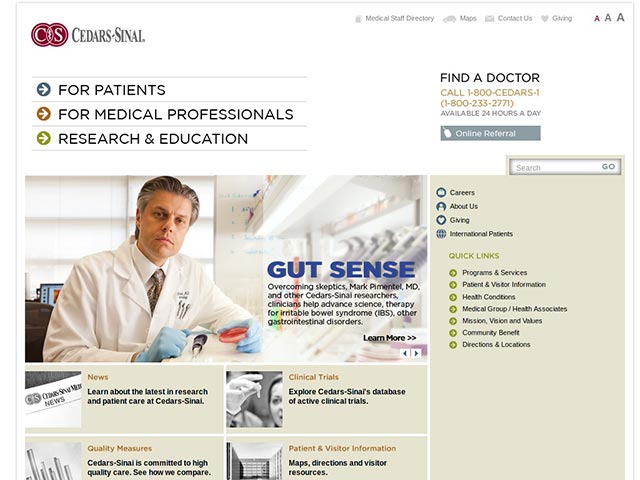 Medical Staff Directory Maps Contact Us Giving A A A
CS CEDARS-SINAI®
FOR PATIENTS
FOR MEDICAL PROFESSIONALS
RESEARCH & EDUCATION
FIND A DOCTOR
CALL 1-800-CEDARS-1
(1-800-233-2771)
AVAILABLE 24 HOURS A DAY
Online Referral
Search GO
GUT SENSE
Overcoming skeptics, Mark Pimentel, MD,
and other Cedars-Sinai researchers,
clinicians help advance science, therapy
for irritable bowel syndrome (IBS), other
gastrointestinal disorders.
Learn More >>
Careers
About Us
Giving
International Patients
QUICK LINKS
Programs & Services
Patient & Visitor Information
Health Conditions
Medical Group / Health Associates
Mission, Vision and Values
Community Benefit
Directions & Locations
CEDARS-SINAI
NEWS
News
Learn about the latest in research
and patient care at Cedars-Sinai.
Clinical Trials
Explore Cedars-Sinai's database
of active clinical trials.
Quality Measures
Cedars-Sinai is committed to high
quality care. See how we compare.
Patient & Visitor Information
Maps, directions and visitor
resources.